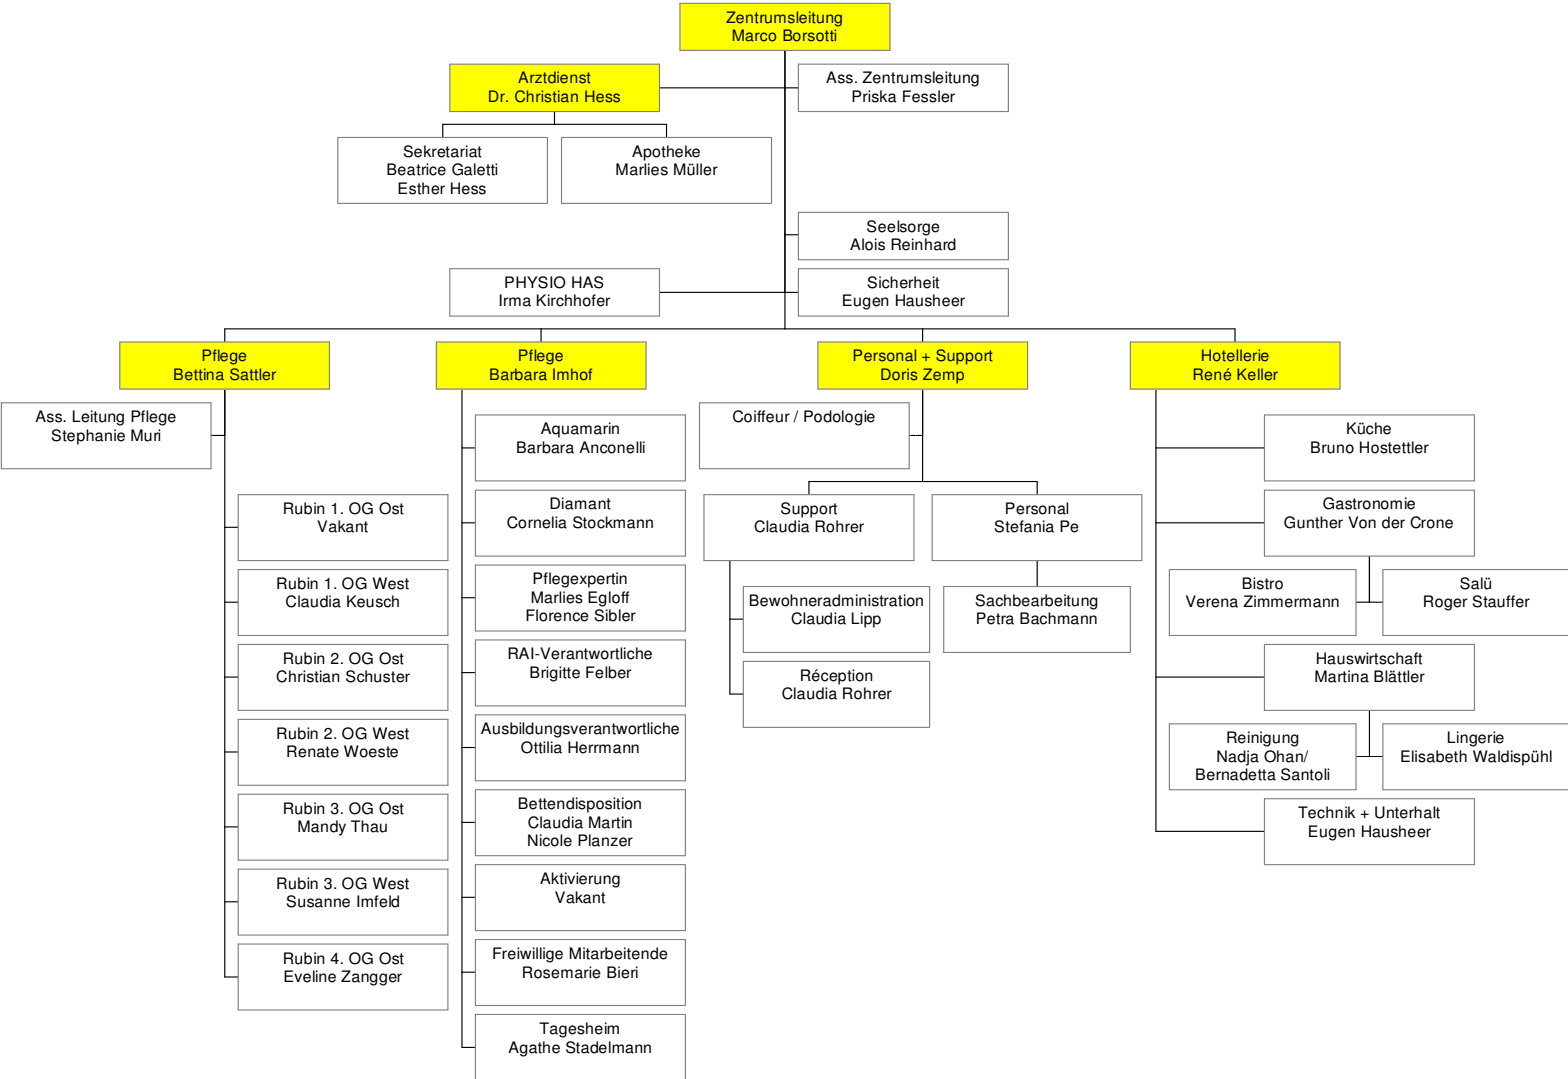 Zentrumsleitung
Marco Borsotti
Arztdienst
Dr. Christian Hess
Ass. Zentrumsleitung
Priska Fessler
Sekretariat
Beatrice Galetti
Esther Hess
Apotheke
Marlies Müller
Seelsorge
Alois Reinhard
PHYSIO HAS
Irma Kirchhofer
Sicherheit
Eugen Hausheer
Pflege
Bettina Sattler
Ass. Leitung Pflege
Stephanie Muri
Rubin 1. OG Ost
Vakant
Rubin 1. OG West
Claudia Keusch
Rubin 2. OG Ost
Christian Schuster
Rubin 2. OG West
Renate Woeste
Rubin 3. OG Ost
Mandy Thau
Rubin 3. OG West
Susanne Imfeld
Rubin 4. OG Ost
Eveline Zangger
Pflege
Barbara Imhof
Aquamarin
Barbara Anconelli
Diamant
Cornelia Stockmann
Pflegexpertin
Marlies Egloff
Florence Sibler
RAI-Verantwortliche
Brigitte Felber
Ausbildungsverantwortliche
Ottilia Herrmann
Bettendisposition
Claudia Martin
Nicole Planzer
Aktivierung
Vakant
Freiwillige Mitarbeitende
Rosemarie Bieri
Tagesheim
Agathe Stadelmann
Personal + Support
Doris Zemp
Coiffeur / Podologie
Support
Claudia Rohrer
Bewohneradministration
Claudia Lipp
Réception
Claudia Rohrer
Personal
Stefania Pe
Sachbearbeitung
Petra Bachmann
Hotellerie
René Keller
Küche
Bruno Hostettler
Gastronomie
Gunther Von der Crone
Bistro
Verena Zimmermann
Salü
Roger Stauffer
Hauswirtschaft
Martina Blättler
Reinigung
Nadja Ohan/
Bernadetta Santoli
Lingerie
Elisabeth Waldispühl
Technik + Unterhalt
Eugen Hausheer